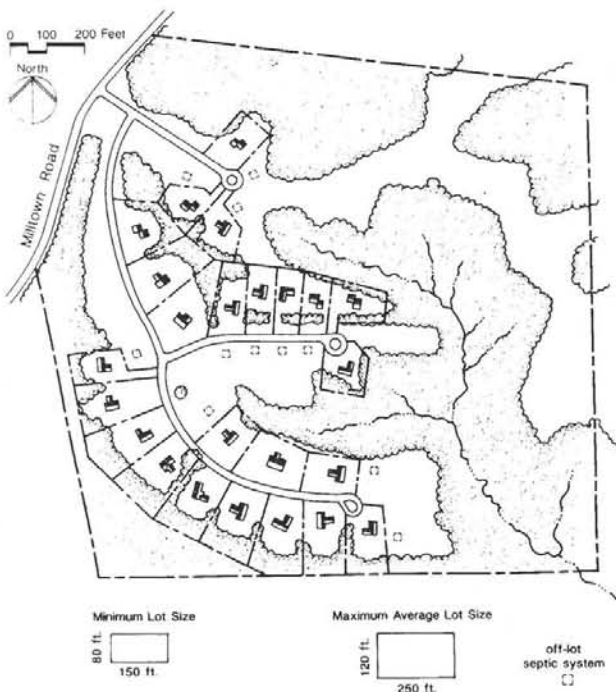 0 100 200 Feet
North
Milltown Road
Minimum Lot Size
80 ft.
150 ft.
Maximum Average Lot Size
120 ft.
250 ft.
off-lot
septic system